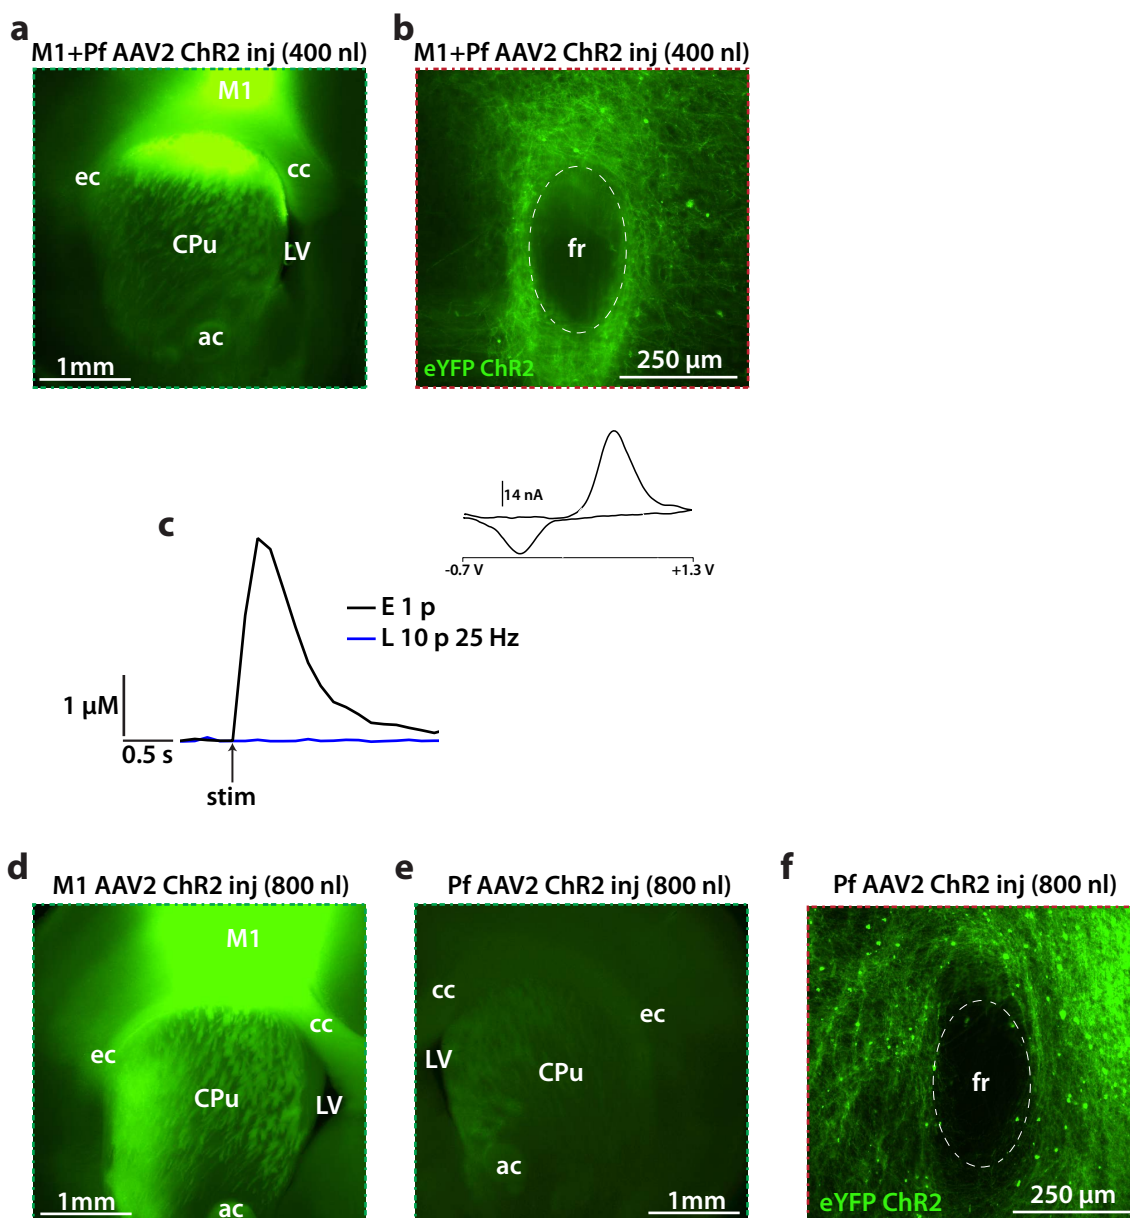 a
M1+Pf AAV2 ChR2 inj (400 nl)
M1
ec
cc
CPu
LV
ac
1mm
b
M1+Pf AAV2 ChR2 inj (400 nl)
fr
eYFP ChR2
250 µm
c
14 nA
-0.7 V
+1.3 V
E 1 p
L 10 p 25 Hz
1 µM
0.5 s
stim
d
M1 AAV2 ChR2 inj (800 nl)
M1
cc
ec
CPu
LV
1mm
ac
e
Pf AAV2 ChR2 inj (800 nl)
cc
ec
LV
CPu
ac
1mm
f
Pf AAV2 ChR2 inj (800 nl)
fr
eYFP ChR2
250 µm